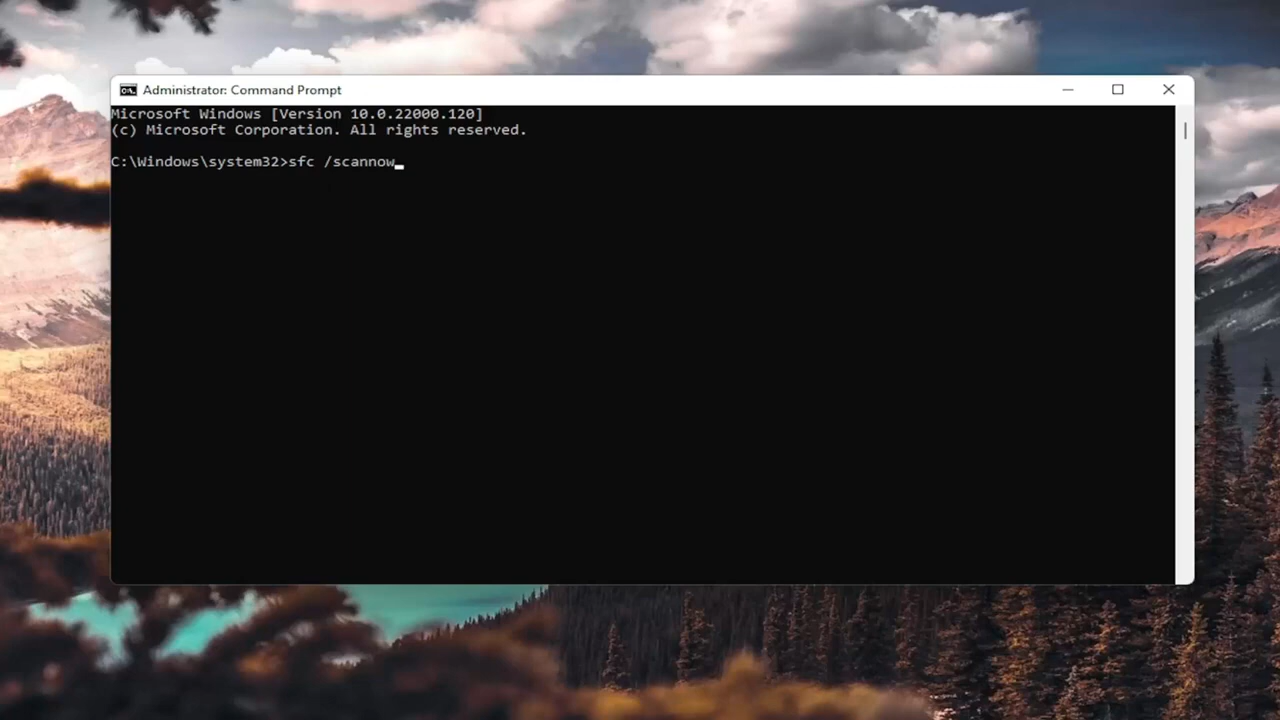 Administrator: Command Prompt
Microsoft Windows [Version 10.0.22000.120]
(c) Microsoft Corporation. All rights reserved.
C:\Windows\system32>sfc /scannow